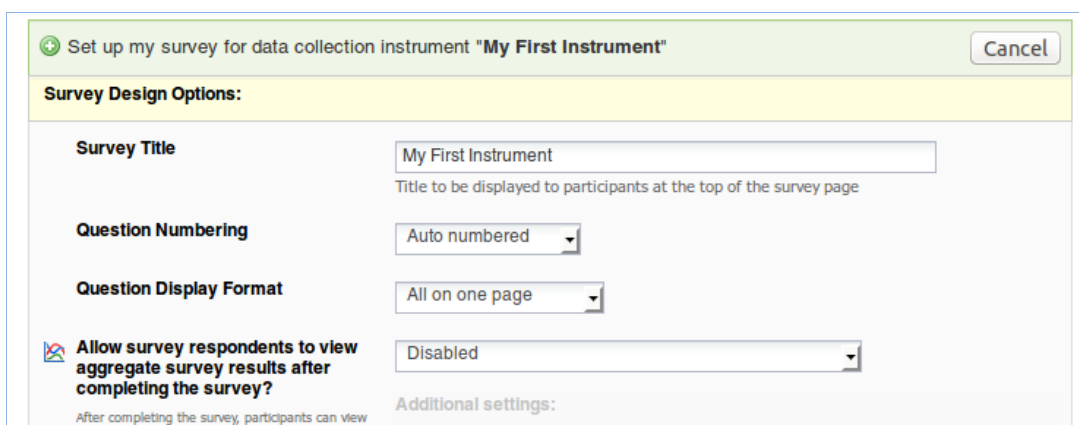 Set up my survey for data collection instrument "My First Instrument"
Cancel
Survey Design Options:
Survey Title
My First Instrument
Title to be displayed to participants at the top of the survey page
Question Numbering
Auto numbered
Question Display Format
All on one page
Allow survey respondents to view
aggregate survey results after
completing the survey?
Disabled
After completing the survey, participants can view
Additional settings: